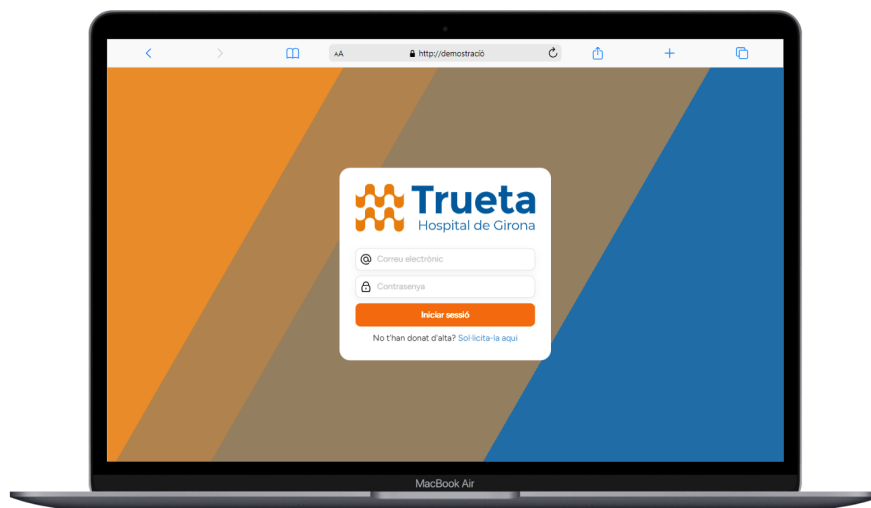 AA
http://demostració
Trueta
Hospital de Girona
Correu electrònic
Contrasenya
Iniciar sessió
No t'han donat d'alta? Sol·licita-la aquí
MacBook Air